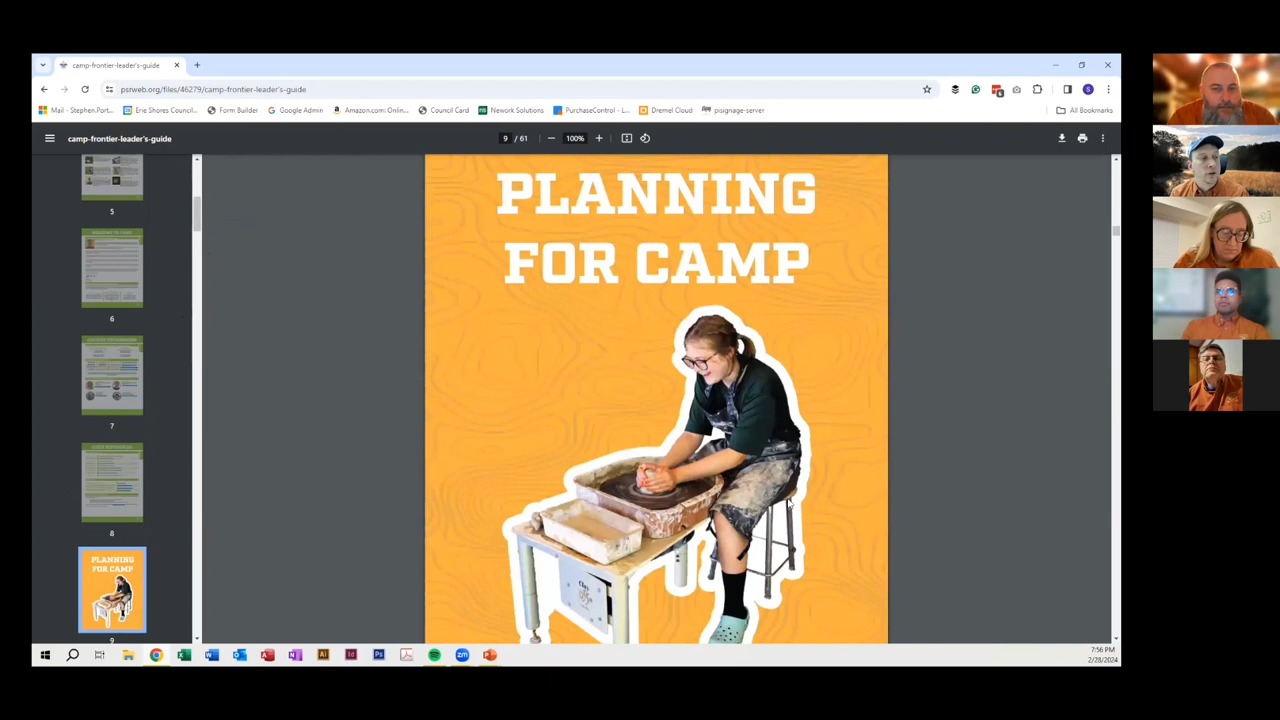 camp-frontier-leader's-guide
psrweb.org/files/46279/camp-frontier-leader's-guide
Mail - Stephen.Port...
Erie Shores Council...
Form Builder
Google Admin
Amazon.com: Onlin...
Council Card
Nework Solutions
PurchaseControl - L...
Dremel Cloud
pisignage-server
All Bookmarks
camp-frontier-leader's-guide
9 / 61
100%
5
6
7
8
PLANNING
FOR CAMP
9
PLANNING
FOR CAMP
7:56 PM
2/28/2024